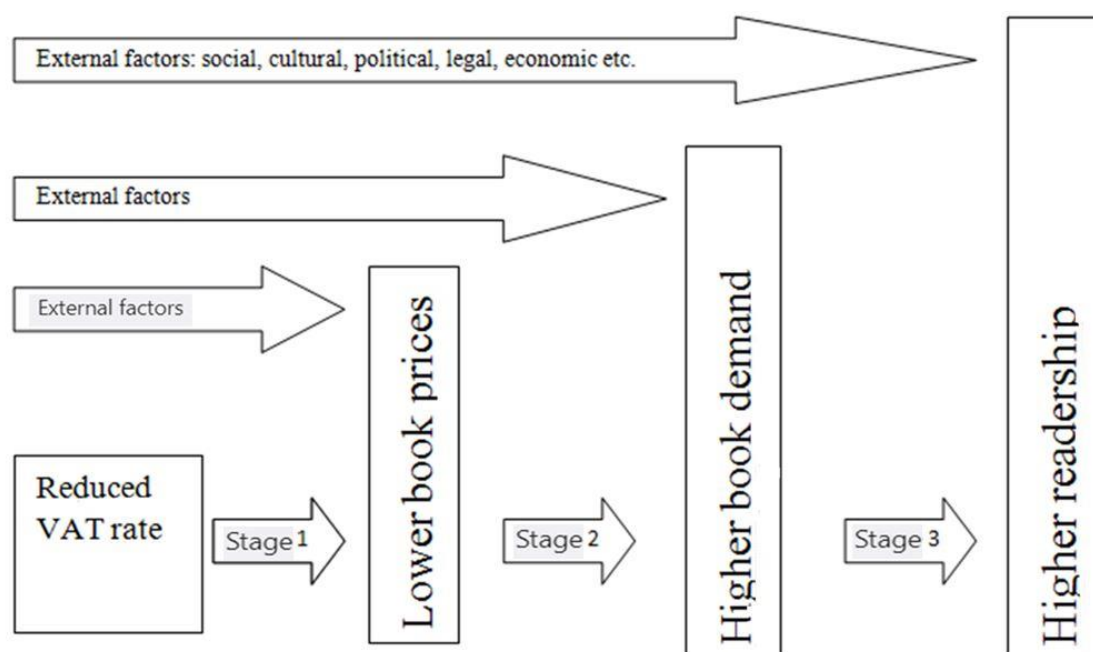 External factors: social, cultural, political, legal, economic etc.
External factors
External factors
Reduced
VAT rate
Stage 1
Lower book prices
Stage 2
Higher book demand
Stage 3
Higher readership